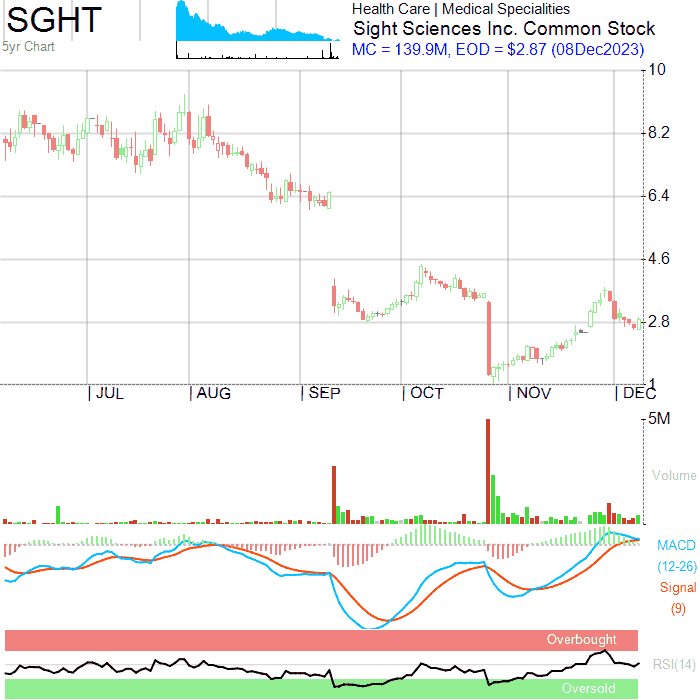 SGHT
5yr Chart
Health Care | Medical Specialities
Sight Sciences Inc. Common Stock
MC = 139.9M, EOD = $2.87 (08Dec2023)
10
8.2
6.4
4.6
2.8
1
JUL AUG SEP OCT NOV DEC
5M
Volume
MACD
(12-26)
Signal
(9)
Overbought
RSI(14)
Oversold